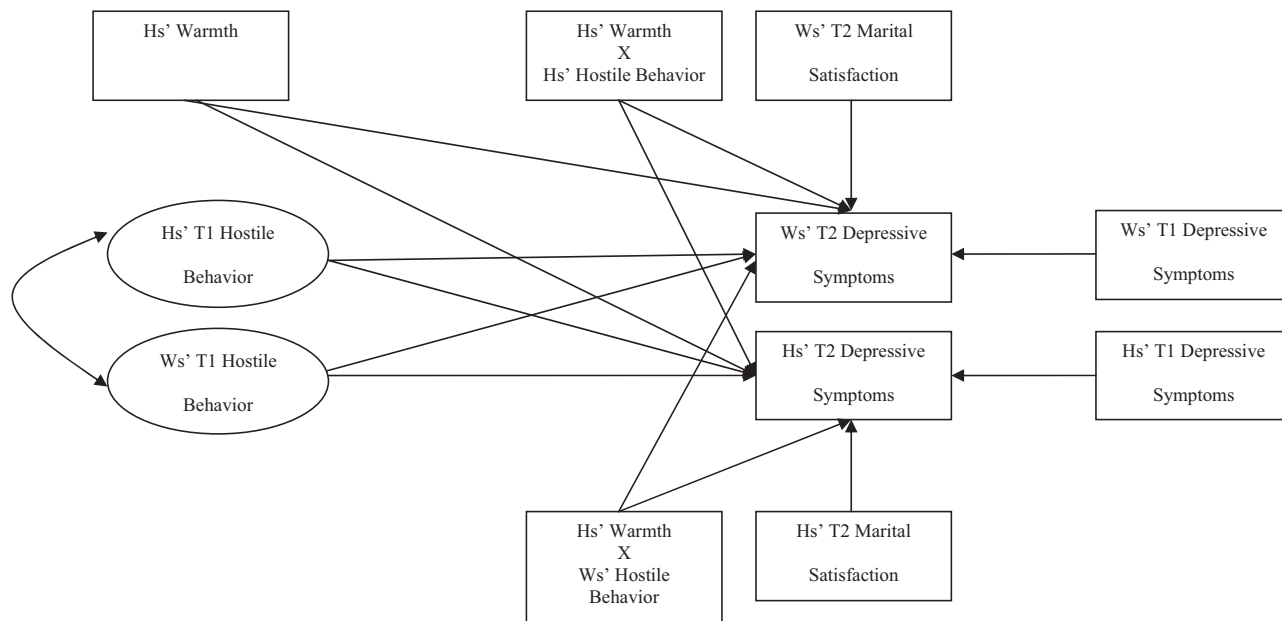 Hs’ Warmth
Hs’ Warmth
X
Hs’ Hostile Behavior
Ws’ T2 Marital
Satisfaction
Hs’ T1 Hostile
Behavior
Ws’ T2 Depressive
Symptoms
Ws’ T1 Depressive
Symptoms
Ws’ T1 Hostile
Behavior
Hs’ T2 Depressive
Symptoms
Hs’ T1 Depressive
Symptoms
Hs’ Warmth
X
Ws’ Hostile
Behavior
Hs’ T2 Marital
Satisfaction